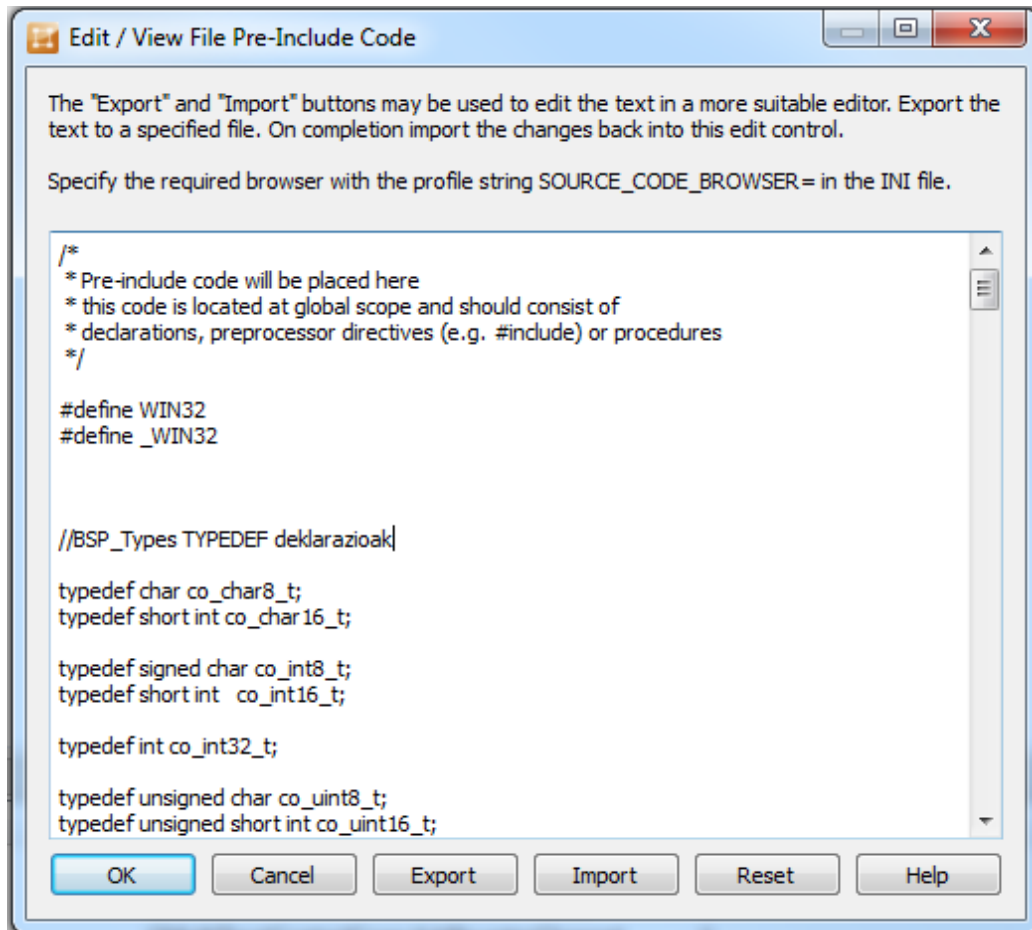 Edit / View File Pre-Include Code
The "Export" and "Import" buttons may be used to edit the text in a more suitable editor. Export the
text to a specified file. On completion import the changes back into this edit control.
Specify the required browser with the profile string SOURCE_CODE_BROWSER= in the INI file.
/*
* Pre-include code will be placed here
* this code is located at global scope and should consist of
* declarations, preprocessor directives (e.g. #include) or procedures
*/
#define WIN32
#define _WIN32
//BSP_Types TYPEDEF deklarazioak
typedef char co_char8_t;
typedef short int co_char16_t;
typedef signed char co_int8_t;
typedef short int   co_int16_t;
typedef int co_int32_t;
typedef unsigned char co_uint8_t;
typedef unsigned short int co_uint16_t;
OK Cancel Export Import Reset Help